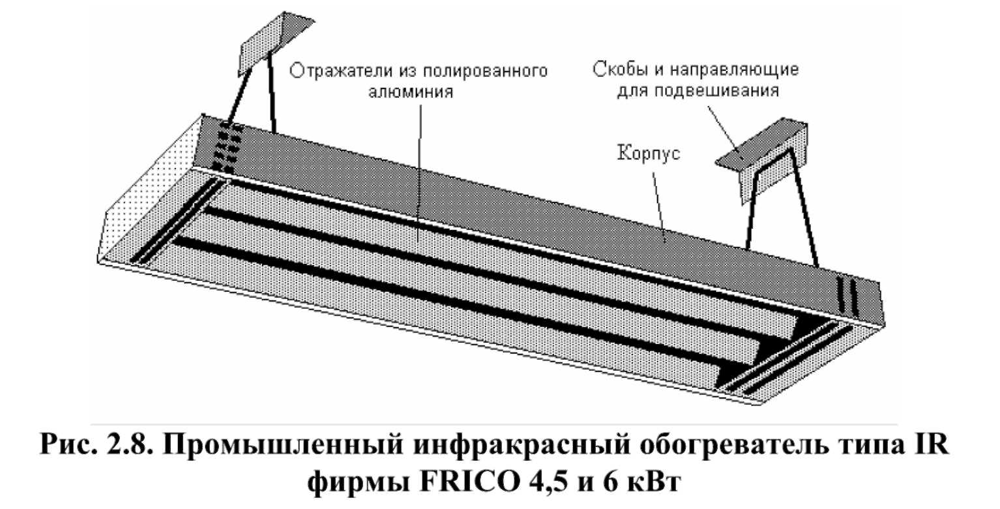 Отражатели из полированного
алюминия
Скобы и направляющие
для подвешивания
Корпус
Рис. 2.8. Промышленный инфракрасный обогреватель типа IR
фирмы FRICO 4,5 и 6 кВт